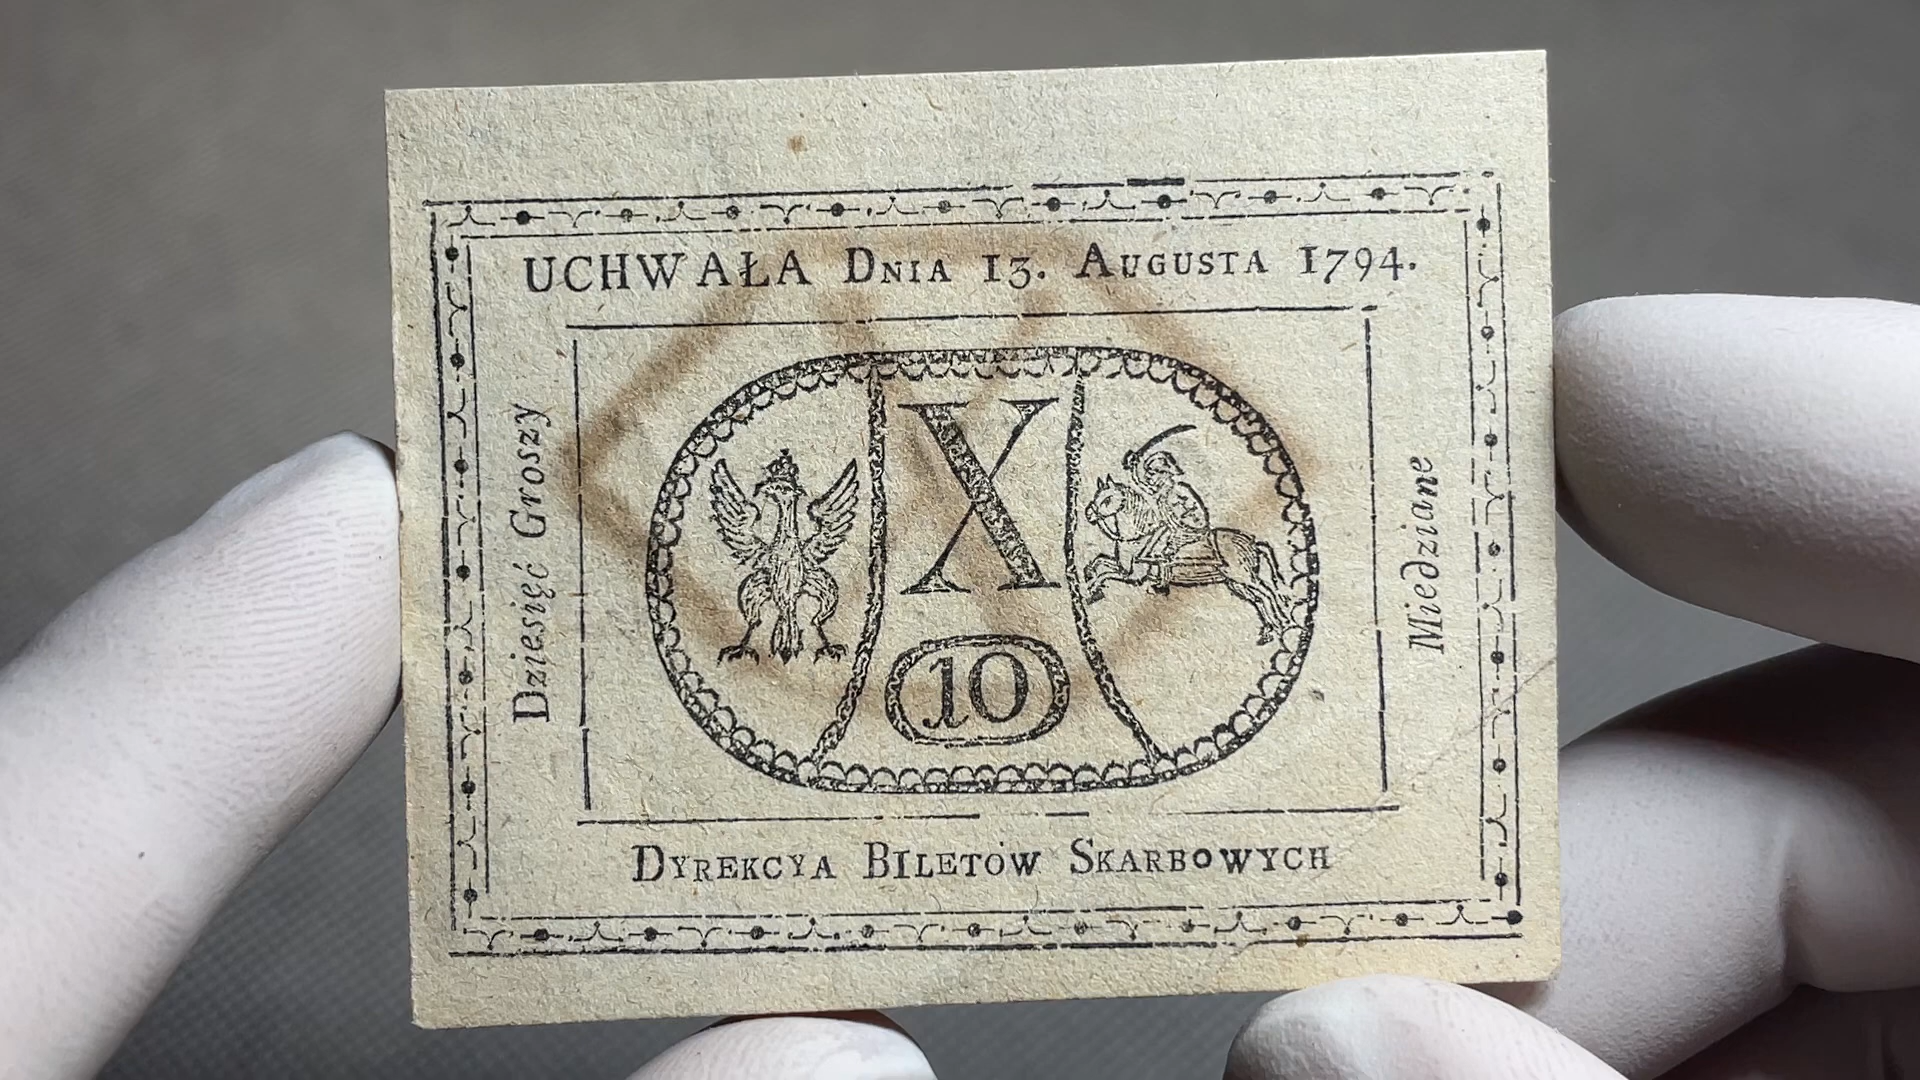 UCHWAŁA DNIA 13. AUGUSTA 1794.
Dziesięć Groszy
X
10
Miedziane
DYREKCYA BILETÓW SKARBOWYCH